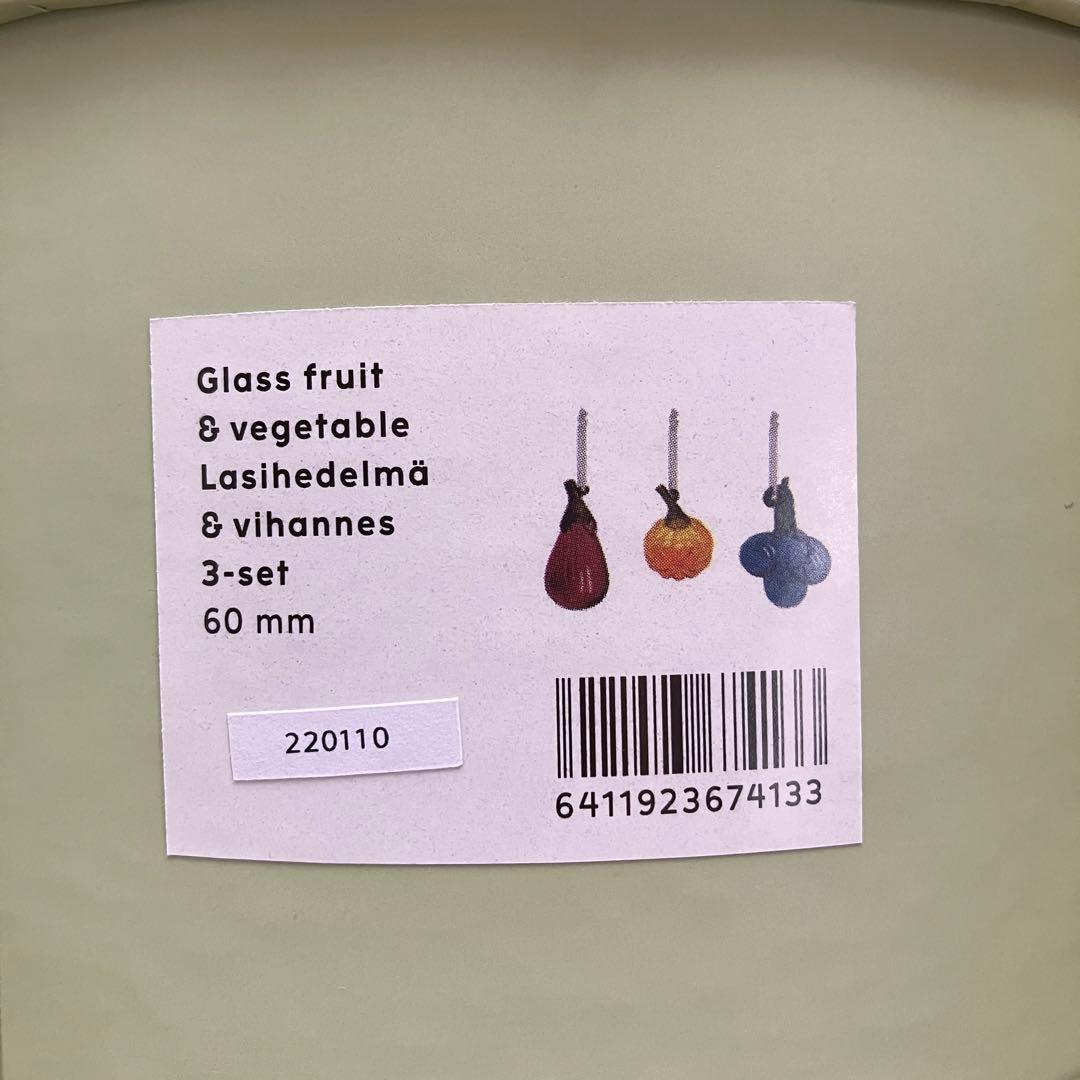 Glass fruit
& vegetable
Lasihedelmä
& vihannes
3-set
60 mm
220110
6411923674133